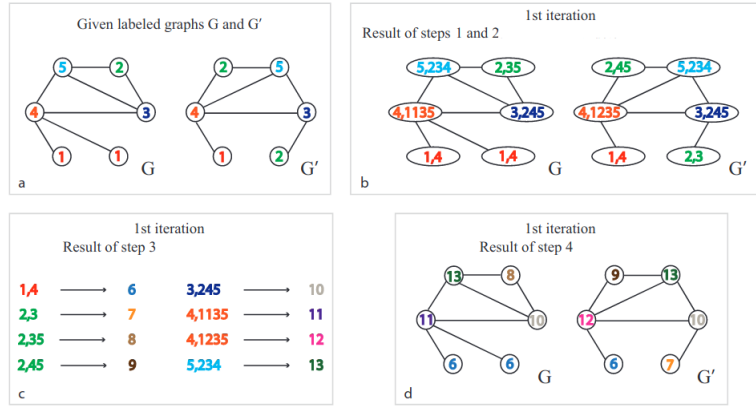 Given labeled graphs G and G′
5 2 2 5
4 3 4 3
1 1 1 2
G G′
a
1st iteration
Result of steps 1 and 2
5,234 2,35 2,45 5,234
4,1135 3,245 4,1235 3,245
1,4 1,4 1,4 2,3
G G′
b
1st iteration
Result of step 3
1,4 6 3,245 10
2,3 7 4,1135 11
2,35 8 4,1235 12
2,45 9 5,234 13
c
1st iteration
Result of step 4
13 8 9 13
11 10 12 10
6 6 6 7
G G′
d